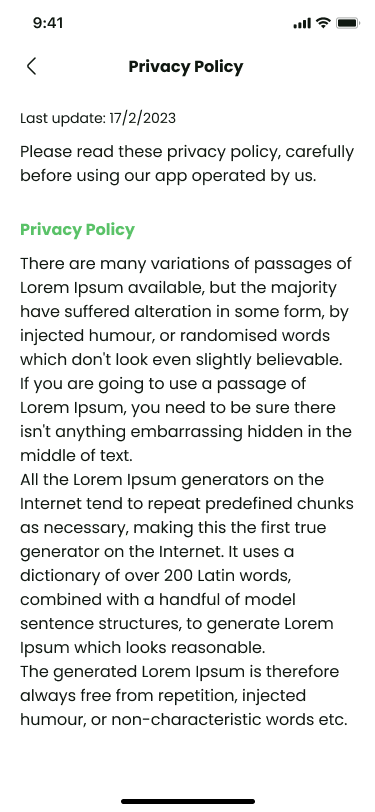 9:41
Privacy Policy
Last update: 17/2/2023
Please read these privacy policy, carefully
before using our app operated by us.
Privacy Policy
There are many variations of passages of
Lorem Ipsum available, but the majority
have suffered alteration in some form, by
injected humour, or randomised words
which don't look even slightly believable.
If you are going to use a passage of
Lorem Ipsum, you need to be sure there
isn't anything embarrassing hidden in the
middle of text.
All the Lorem Ipsum generators on the
Internet tend to repeat predefined chunks
as necessary, making this the first true
generator on the Internet. It uses a
dictionary of over 200 Latin words,
combined with a handful of model
sentence structures, to generate Lorem
Ipsum which looks reasonable.
The generated Lorem Ipsum is therefore
always free from repetition, injected
humour, or non-characteristic words etc.